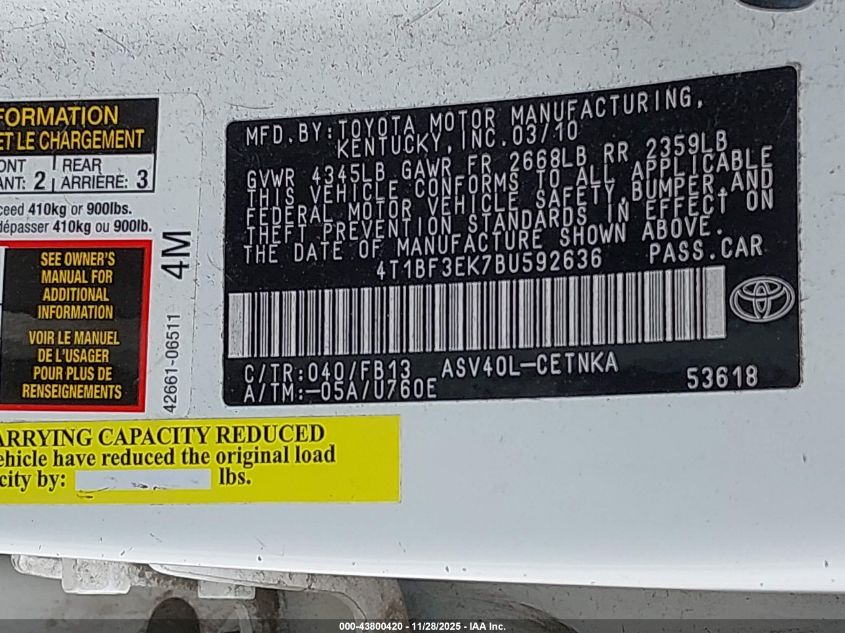 FORMATION
ET LE CHARGEMENT
ONT
ANT: 2
REAR
ARRIÈRE: 3
ceed 410kg or 900lbs.
dépasser 410 kg ou 900lb.
SEE OWNER'S
MANUAL FOR
ADDITIONAL
INFORMATION
VOIR LE MANUEL
DE L'USAGER
POUR PLUS DE
RENSEIGNEMENTS
4M
42661-06511
MFD. BY: TOYOTA MOTOR MANUFACTURING,
KENTUCKY, INC. 03/10
GVWR 4345LB GAWR FR 2668LB RR 2359LB
THIS VEHICLE CONFORMS TO ALL APPLICABLE
FEDERAL MOTOR VEHICLE SAFETY, BUMPER, AND
THEFT PREVENTION STANDARDS IN EFFECT ON
THE DATE OF MANUFACTURE SHOWN ABOVE.
4T1BF3EK7BU592636 PASS.CAR
C/TR:040/FB13 ASV40L-CETNKA
A/TM:-05A/U760E 53618
ARRYING CAPACITY REDUCED
ehicle have reduced the original load
city by: lbs.
000-43800420 - 11/28/2025 - IAA Inc.